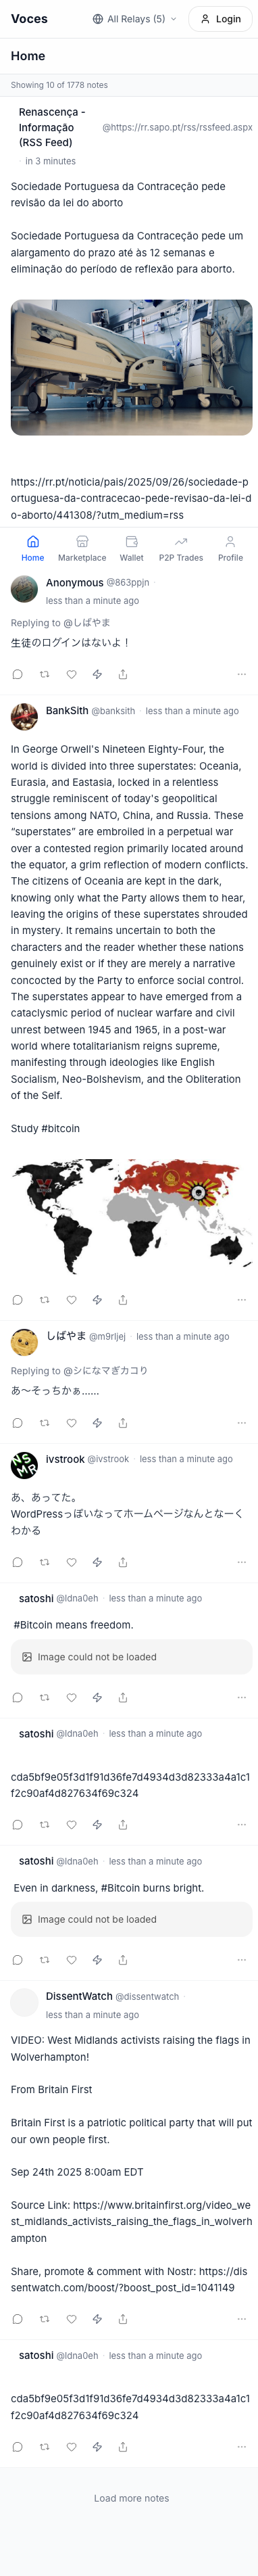 Voces
All Relays (5)
Login
Home
Showing 10 of 1778 notes
Renascença -
Informação
(RSS Feed)
@https://rr.sapo.pt/rss/rssfeed.aspx
· in 3 minutes
Sociedade Portuguesa da Contraceção pede
revisão da lei do aborto
Sociedade Portuguesa da Contraceção pede um
alargamento do prazo até às 12 semanas e
eliminação do período de reflexão para aborto.
https://rr.pt/noticia/pais/2025/09/26/sociedade-p
ortuguesa-da-contracecao-pede-revisao-da-lei-d
o-aborto/441308/?utm_medium=rss
Home
Marketplace
Wallet
P2P Trades
Profile
Anonymous @863ppjn ·
less than a minute ago
Replying to @しばやま
生徒のログインはないよ！
BankSith @banksith · less than a minute ago
In George Orwell's Nineteen Eighty-Four, the
world is divided into three superstates: Oceania,
Eurasia, and Eastasia, locked in a relentless
struggle reminiscent of today's geopolitical
tensions among NATO, China, and Russia. These
“superstates” are embroiled in a perpetual war
over a contested region primarily located around
the equator, a grim reflection of modern conflicts.
The citizens of Oceania are kept in the dark,
knowing only what the Party allows them to hear,
leaving the origins of these superstates shrouded
in mystery. It remains uncertain to both the
characters and the reader whether these nations
genuinely exist or if they are merely a narrative
concocted by the Party to enforce social control.
The superstates appear to have emerged from a
cataclysmic period of nuclear warfare and civil
unrest between 1945 and 1965, in a post-war
world where totalitarianism reigns supreme,
manifesting through ideologies like English
Socialism, Neo-Bolshevism, and the Obliteration
of the Self.
Study #bitcoin
しばやま @m9rljej · less than a minute ago
Replying to @シになマぎカコり
あ〜そっちかぁ……
ivstrook @ivstrook · less than a minute ago
あ、あってた。
WordPressっぽいなってホームページなんとなーく
わかる
satoshi @ldna0eh · less than a minute ago
#Bitcoin means freedom.
Image could not be loaded
satoshi @ldna0eh · less than a minute ago
cda5bf9e05f3d1f91d36fe7d4934d3d82333a4a1c1
f2c90af4d827634f69c324
satoshi @ldna0eh · less than a minute ago
Even in darkness, #Bitcoin burns bright.
Image could not be loaded
DissentWatch @dissentwatch ·
less than a minute ago
VIDEO: West Midlands activists raising the flags in
Wolverhampton!
From Britain First
Britain First is a patriotic political party that will put
our own people first.
Sep 24th 2025 8:00am EDT
Source Link: https://www.britainfirst.org/video_we
st_midlands_activists_raising_the_flags_in_wolverh
ampton
Share, promote & comment with Nostr: https://dis
sentwatch.com/boost/?boost_post_id=1041149
satoshi @ldna0eh · less than a minute ago
cda5bf9e05f3d1f91d36fe7d4934d3d82333a4a1c1
f2c90af4d827634f69c324
Load more notes